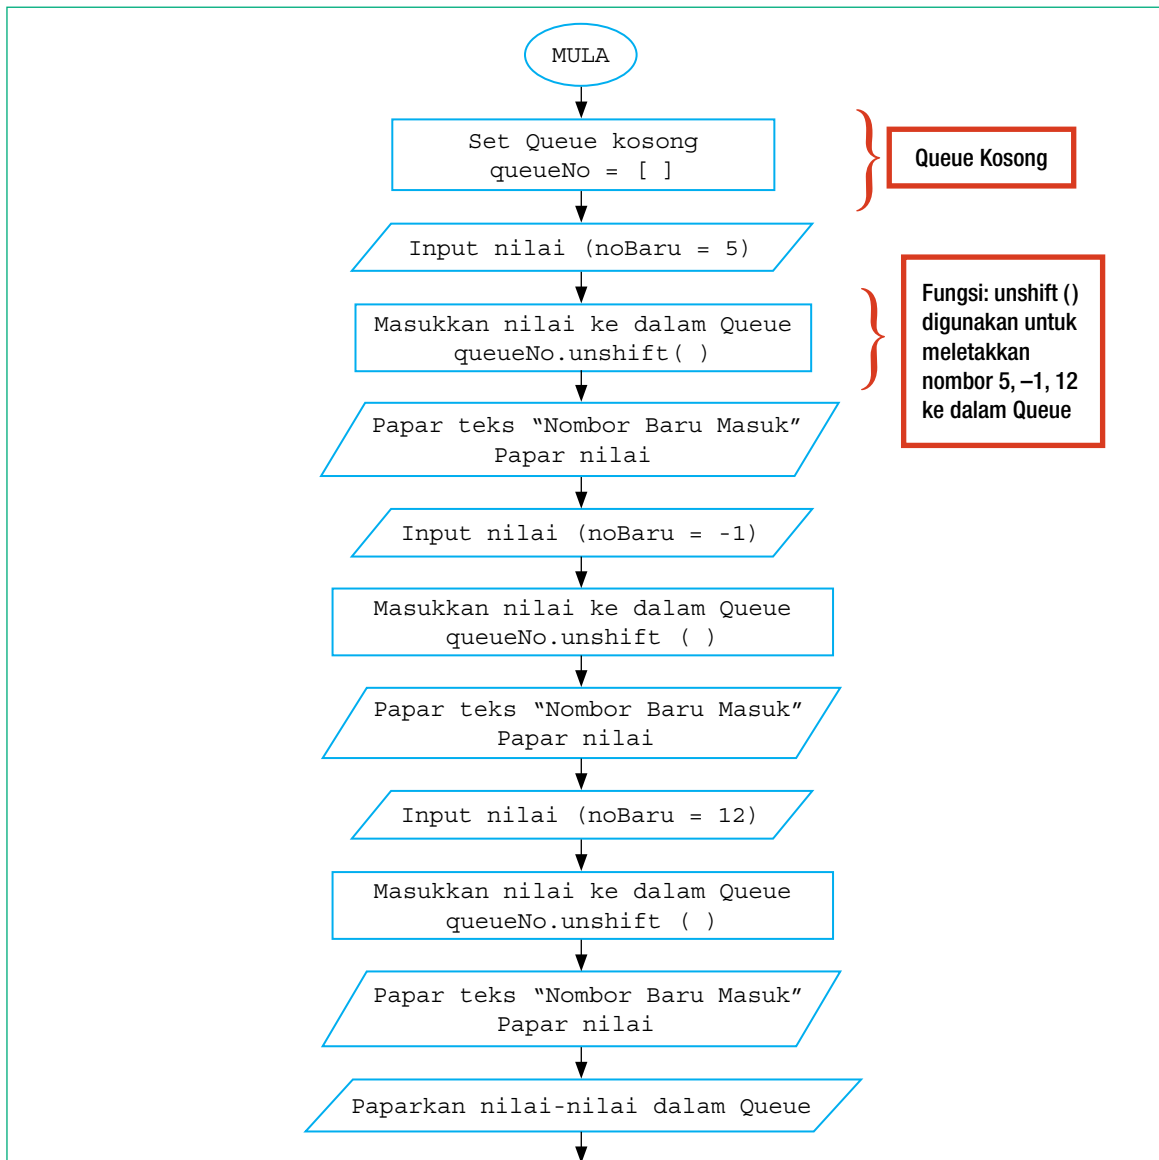 MULA
Set Queue kosong
queueNo = [ ]
Queue Kosong
Input nilai (noBaru = 5)
Masukkan nilai ke dalam Queue
queueNo.unshift( )
Fungsi: unshift ()
digunakan untuk
meletakkan
nombor 5, –1, 12
ke dalam Queue
Papar teks “Nombor Baru Masuk”
Papar nilai
Input nilai (noBaru = -1)
Masukkan nilai ke dalam Queue
queueNo.unshift ( )
Papar teks “Nombor Baru Masuk”
Papar nilai
Input nilai (noBaru = 12)
Masukkan nilai ke dalam Queue
queueNo.unshift ( )
Papar teks “Nombor Baru Masuk”
Papar nilai
Paparkan nilai-nilai dalam Queue